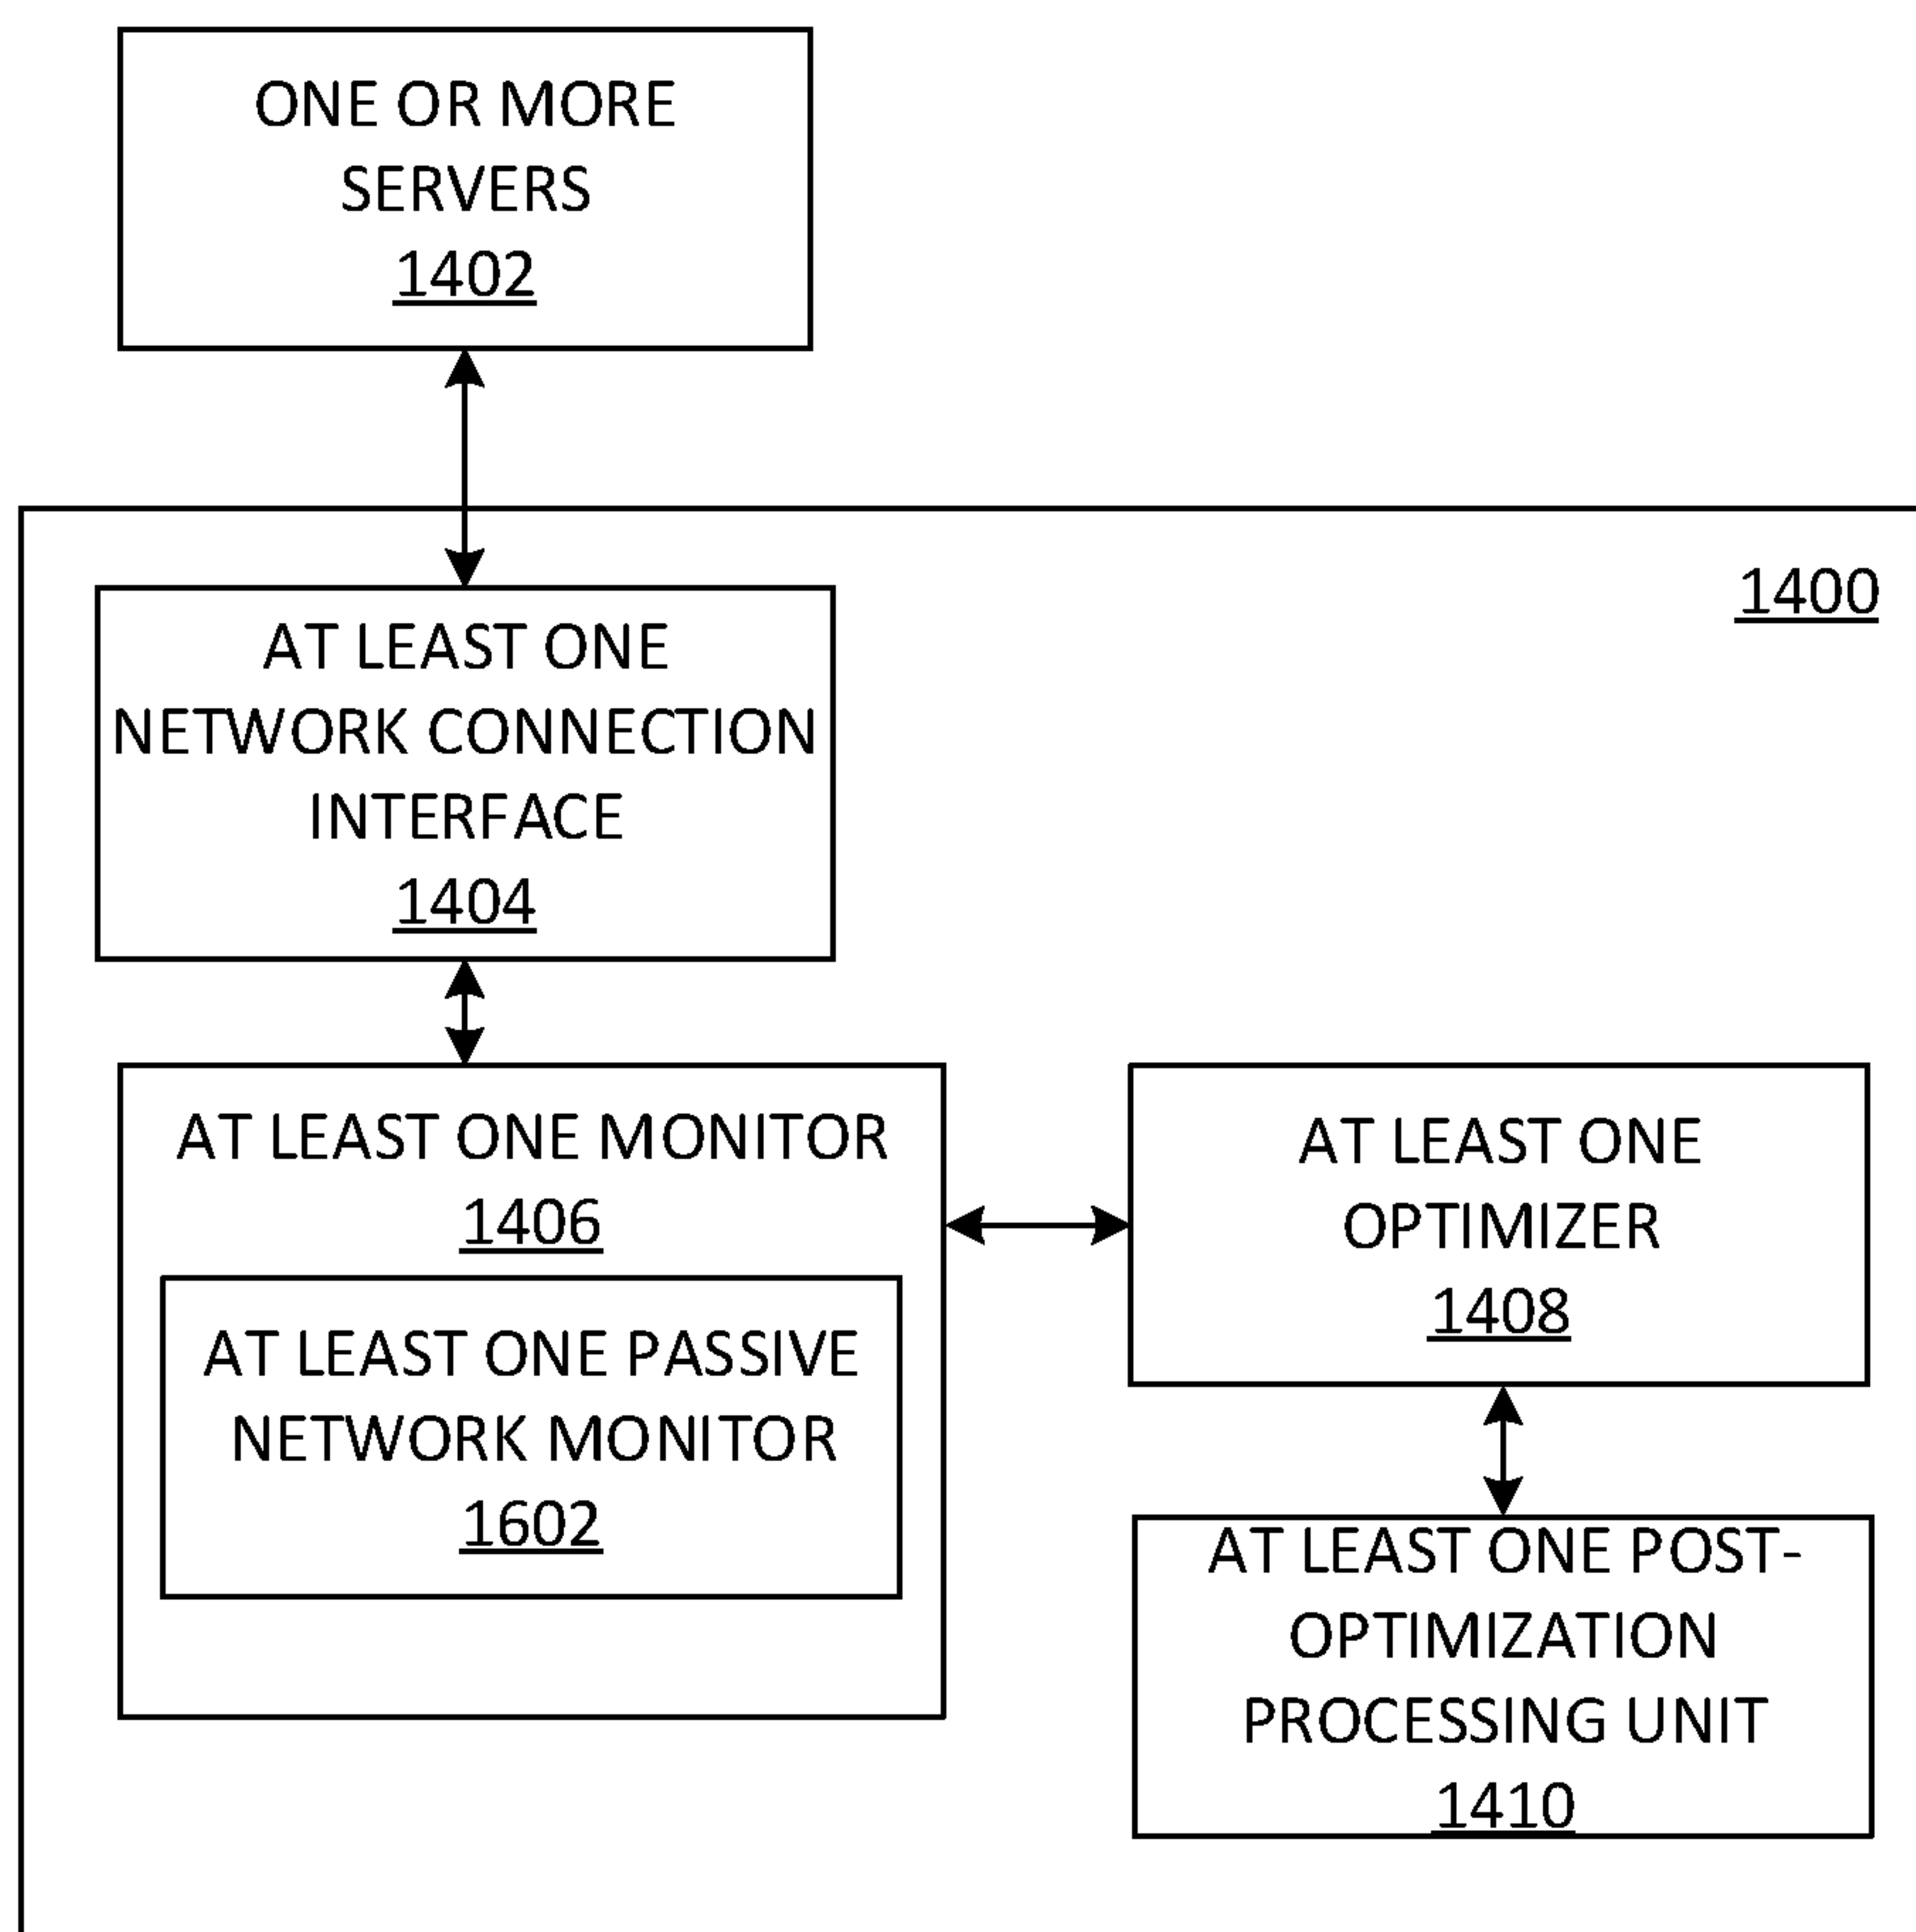 ONE OR MORE
SERVERS
1402
1400
AT LEAST ONE
NETWORK CONNECTION
INTERFACE
1404
AT LEAST ONE MONITOR
1406
AT LEAST ONE PASSIVE
NETWORK MONITOR
1602
AT LEAST ONE
OPTIMIZER
1408
AT LEAST ONE POST-
OPTIMIZATION
PROCESSING UNIT
1410